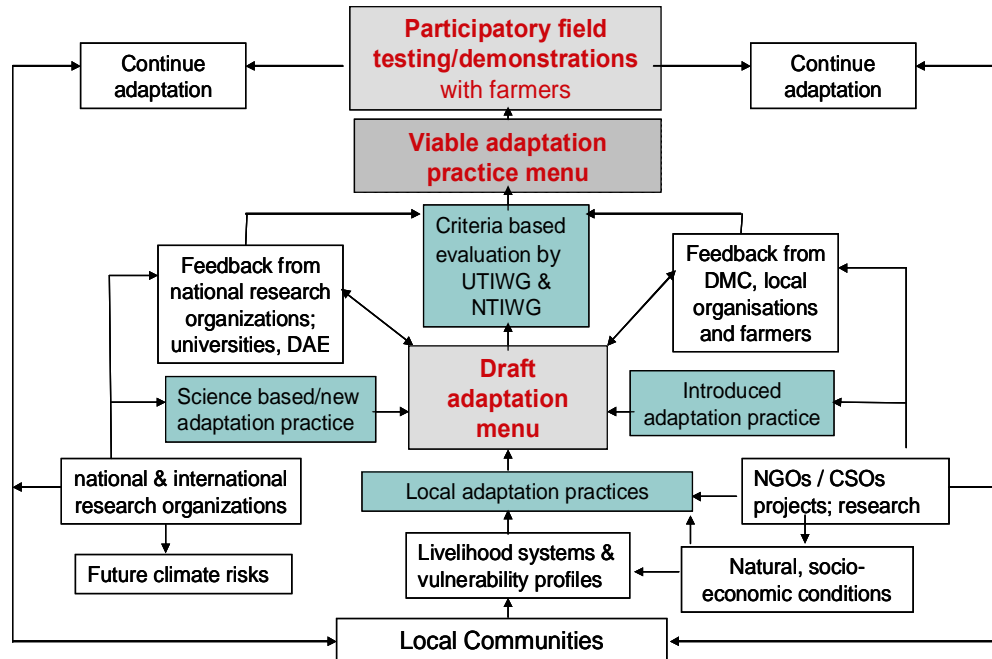 Participatory field
testing/demonstrations
with farmers
Continue
adaptation
Continue
adaptation
Viable adaptation
practice menu
Criteria based
evaluation by
UTIWG &
NTIWG
Feedback from
national research
organizations;
universities, DAE
Feedback from
DMC, local
organisations
and farmers
Draft
adaptation
menu
Science based/new
adaptation practice
Introduced
adaptation practice
national & international
research organizations
Local adaptation practices
NGOs / CSOs
projects; research
Future climate risks
Livelihood systems &
vulnerability profiles
Natural, socio-
economic conditions
Local Communities